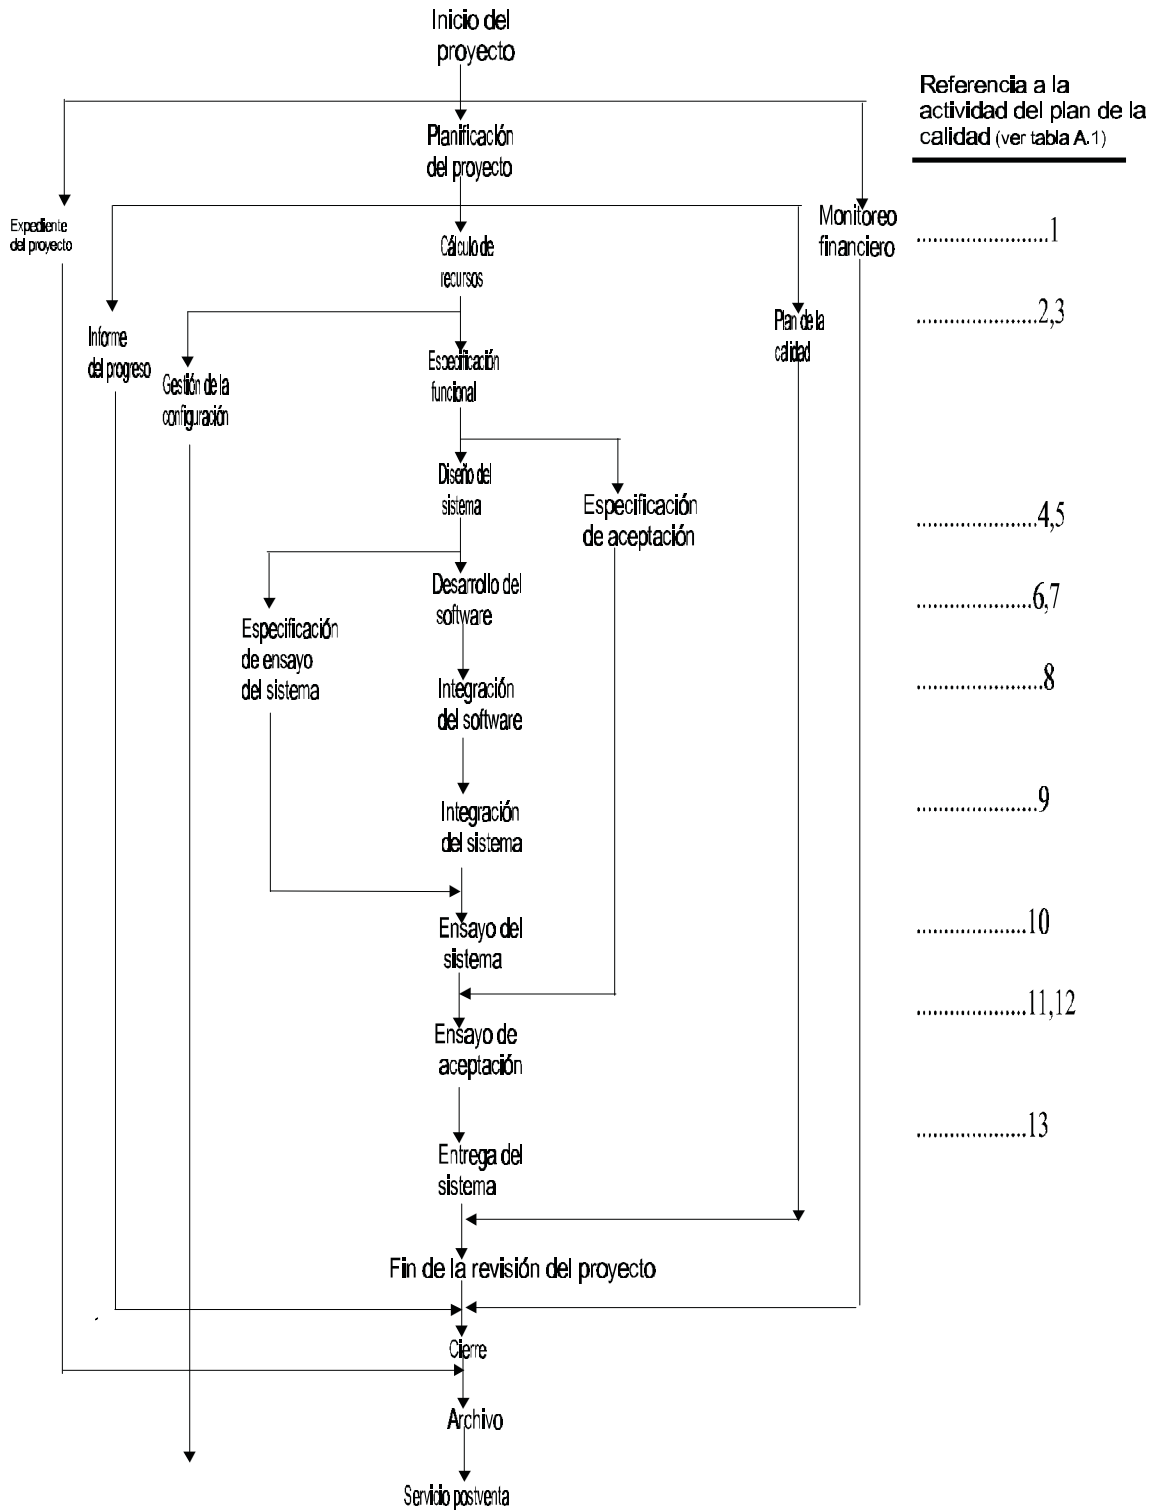 Inicio del
proyecto
Referencia a la
actividad del plan de la
calidad (ver tabla A.1)
Planificación
del proyecto
Expediente
del proyecto
Cálculo de
recursos
Monitoreo
financiero
.......................1
Informe
del progreso
Gestión de la
configuración
Especificación
funcional
Plan de la
calidad
.....................2,3
Diseño del
sistema
Especificación
de aceptación
.....................4,5
Desarrollo del
software
....................6,7
Especificación
de ensayo
del sistema
Integración
del software
......................8
Integración
del sistema
.....................9
Ensayo del
sistema
...................10
Ensayo de
aceptación
...................11,12
Entrega del
sistema
...................13
Fin de la revisión del proyecto
Cierre
Archivo
Servicio postventa